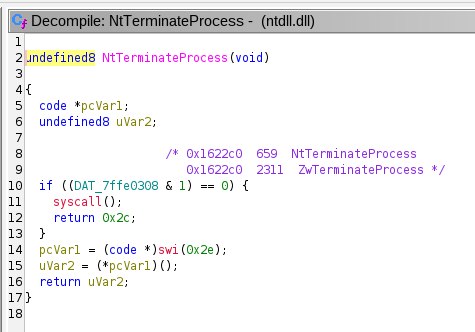 Decompile: NtTerminateProcess - (ntdll.dll)
1
2 undefined8 NtTerminateProcess(void)
3
4 {
5 code *pcVar1;
6 undefined8 uVar2;
7
8 /* 0x1622c0 659 NtTerminateProcess
9 0x1622c0 2311 ZwTerminateProcess */
10 if ((DAT_7ffe0308 & 1) == 0) {
11 syscall();
12 return 0x2c;
13 }
14 pcVar1 = (code *)swi(0x2e);
15 uVar2 = (*pcVar1)();
16 return uVar2;
17 }
18